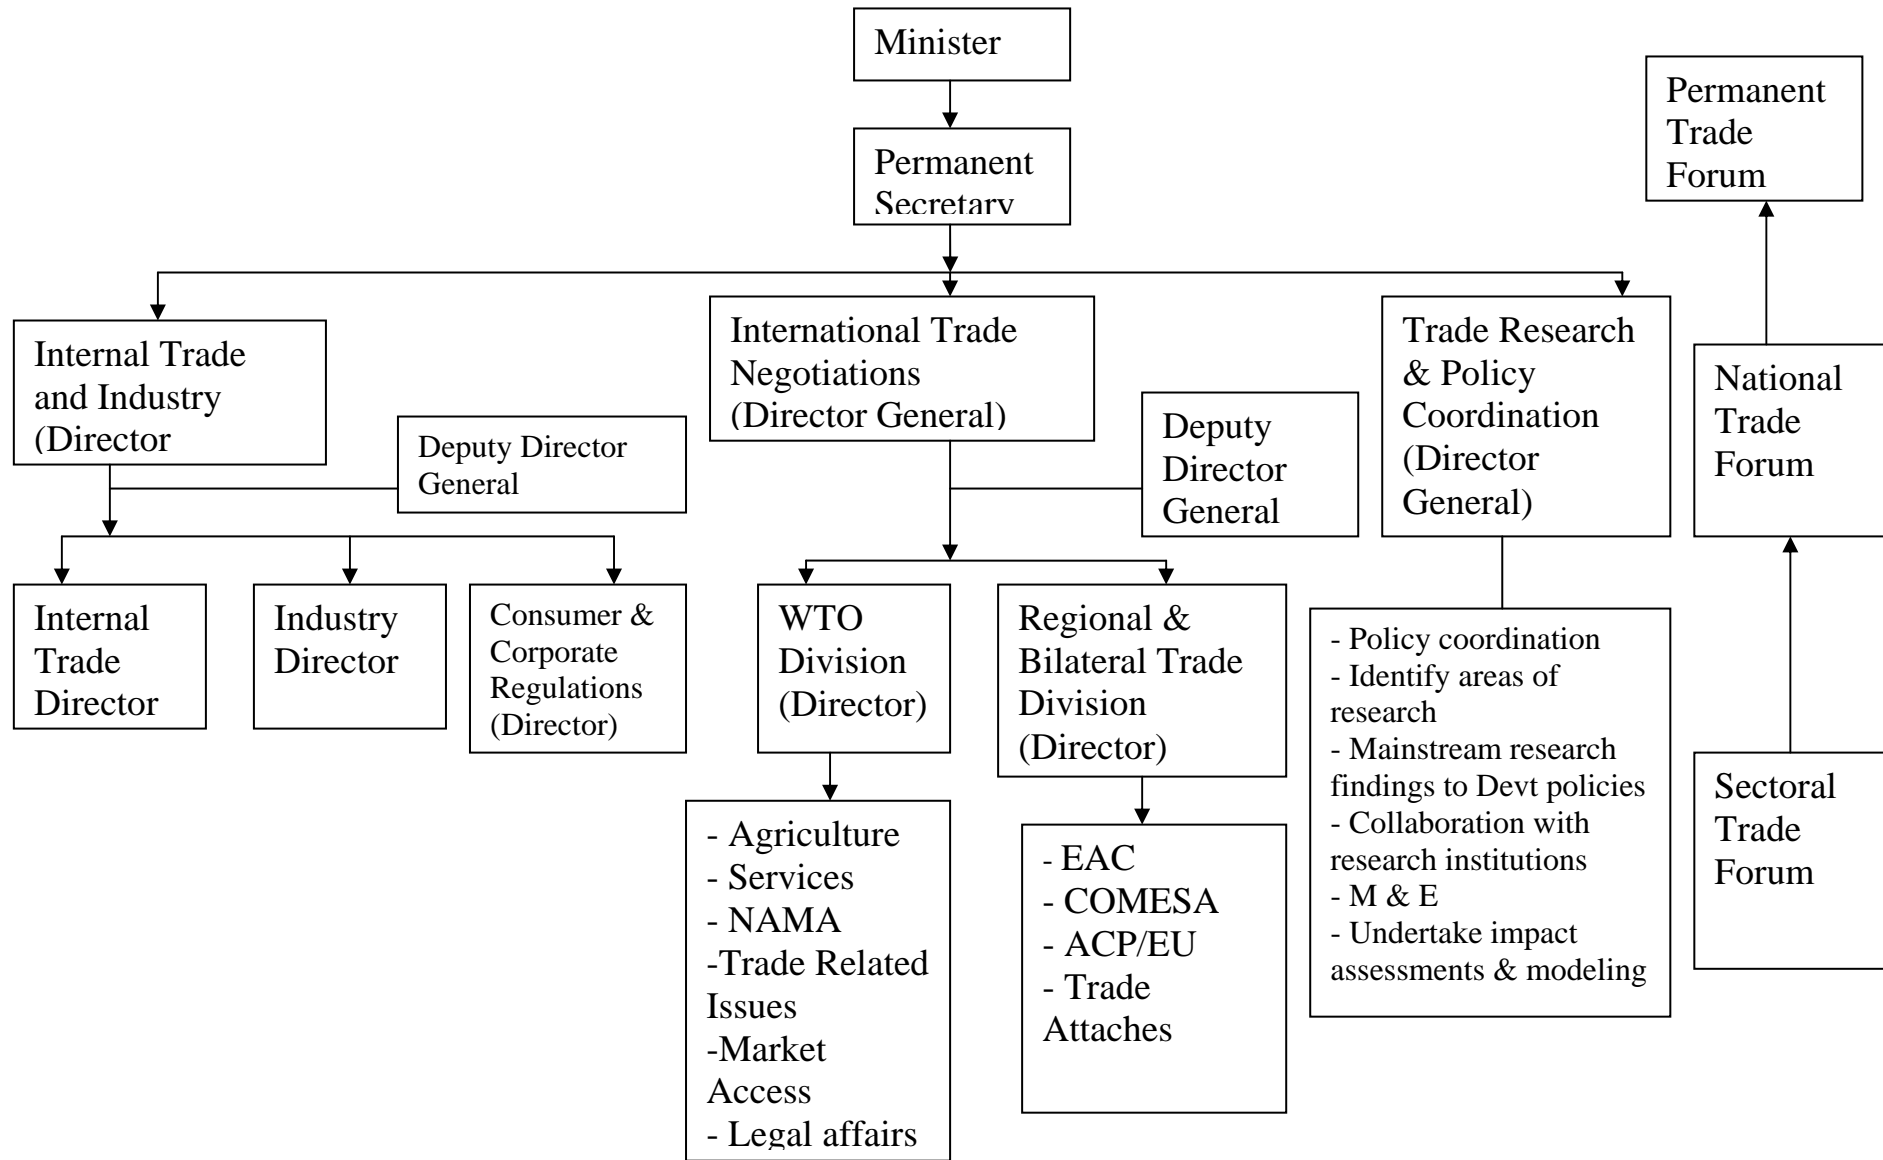 Minister
Permanent
Secretary
Permanent
Trade
Forum
Internal Trade
and Industry
(Director
Deputy Director
General
International Trade
Negotiations
(Director General)
Deputy
Director
General
Trade Research
& Policy
Coordination
(Director
General)
National
Trade
Forum
Internal
Trade
Director
Industry
Director
Consumer &
Corporate
Regulations
(Director)
WTO
Division
(Director)
Regional &
Bilateral Trade
Division
(Director)
- Policy coordination
- Identify areas of
research
- Mainstream research
findings to Devt policies
- Collaboration with
research institutions
- M & E
- Undertake impact
assessments & modeling
Sectoral
Trade
Forum
- Agriculture
- Services
- NAMA
-Trade Related
Issues
-Market
Access
- Legal affairs
- EAC
- COMESA
- ACP/EU
- Trade
Attaches